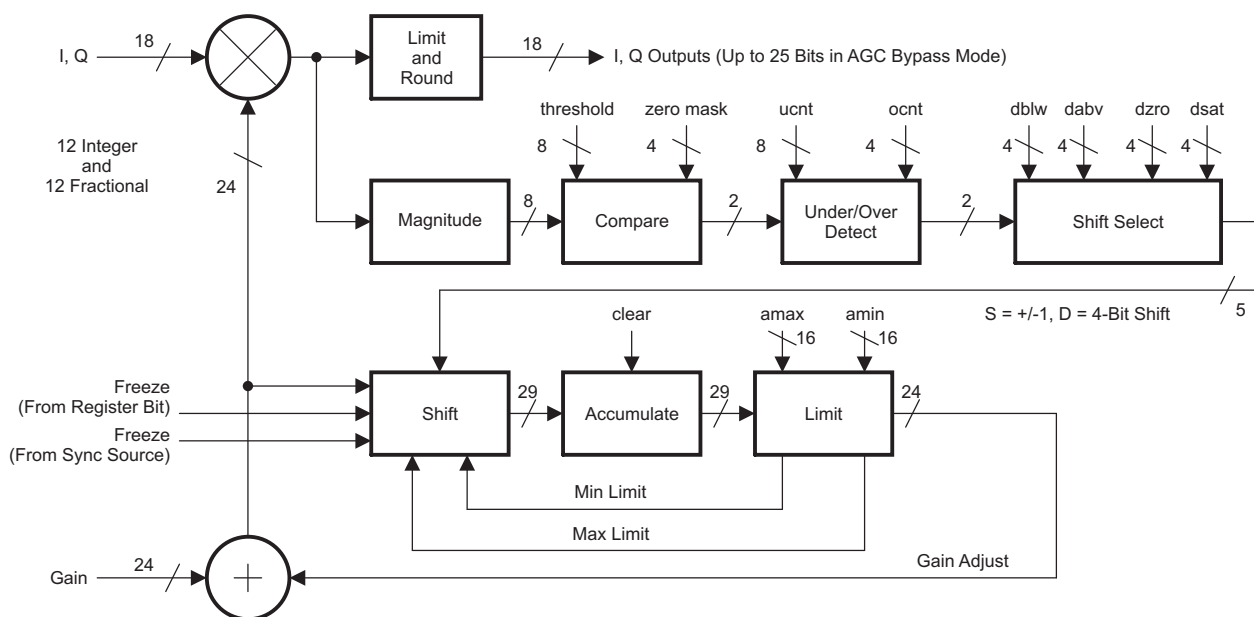 I, Q
18
Limit
and
Round
18
I, Q Outputs (Up to 25 Bits in AGC Bypass Mode)
12 Integer
and
12 Fractional
24
threshold
8
zero mask
4
ucnt
8
ocnt
4
dblw
4
dabv
4
dzro
4
dsat
4
Magnitude
8
Compare
2
Under/Over
Detect
2
Shift Select
5
S = +/-1, D = 4-Bit Shift
clear
amax
16
amin
16
Freeze
(From Register Bit)
Freeze
(From Sync Source)
Shift
29
Accumulate
29
Limit
24
Min Limit
Max Limit
Gain
24
+
Gain Adjust